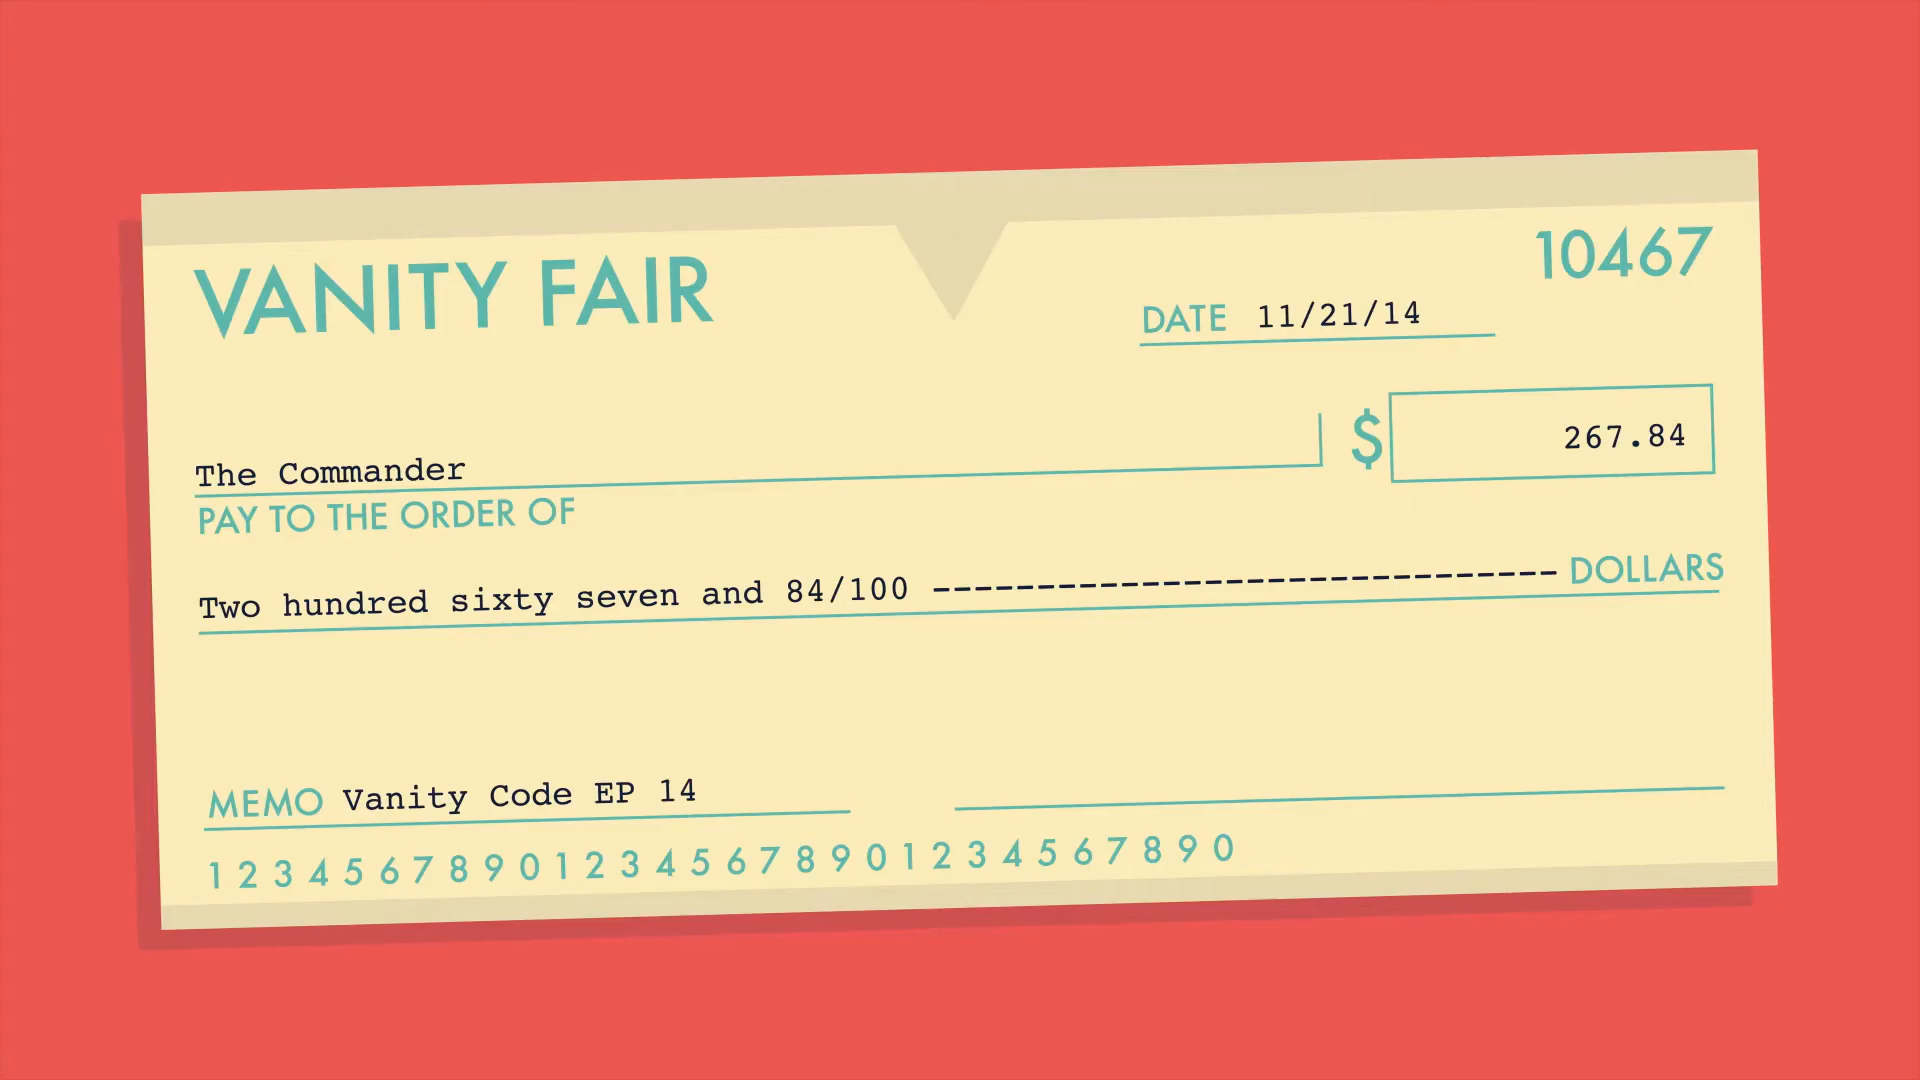 VANITY FAIR
10467
DATE 11/21/14
The Commander
$ 267.84
PAY TO THE ORDER OF
Two hundred sixty seven and 84/100 ------------------------------ DOLLARS
MEMO Vanity Code EP 14
1 2 3 4 5 6 7 8 9 0 1 2 3 4 5 6 7 8 9 0 1 2 3 4 5 6 7 8 9 0